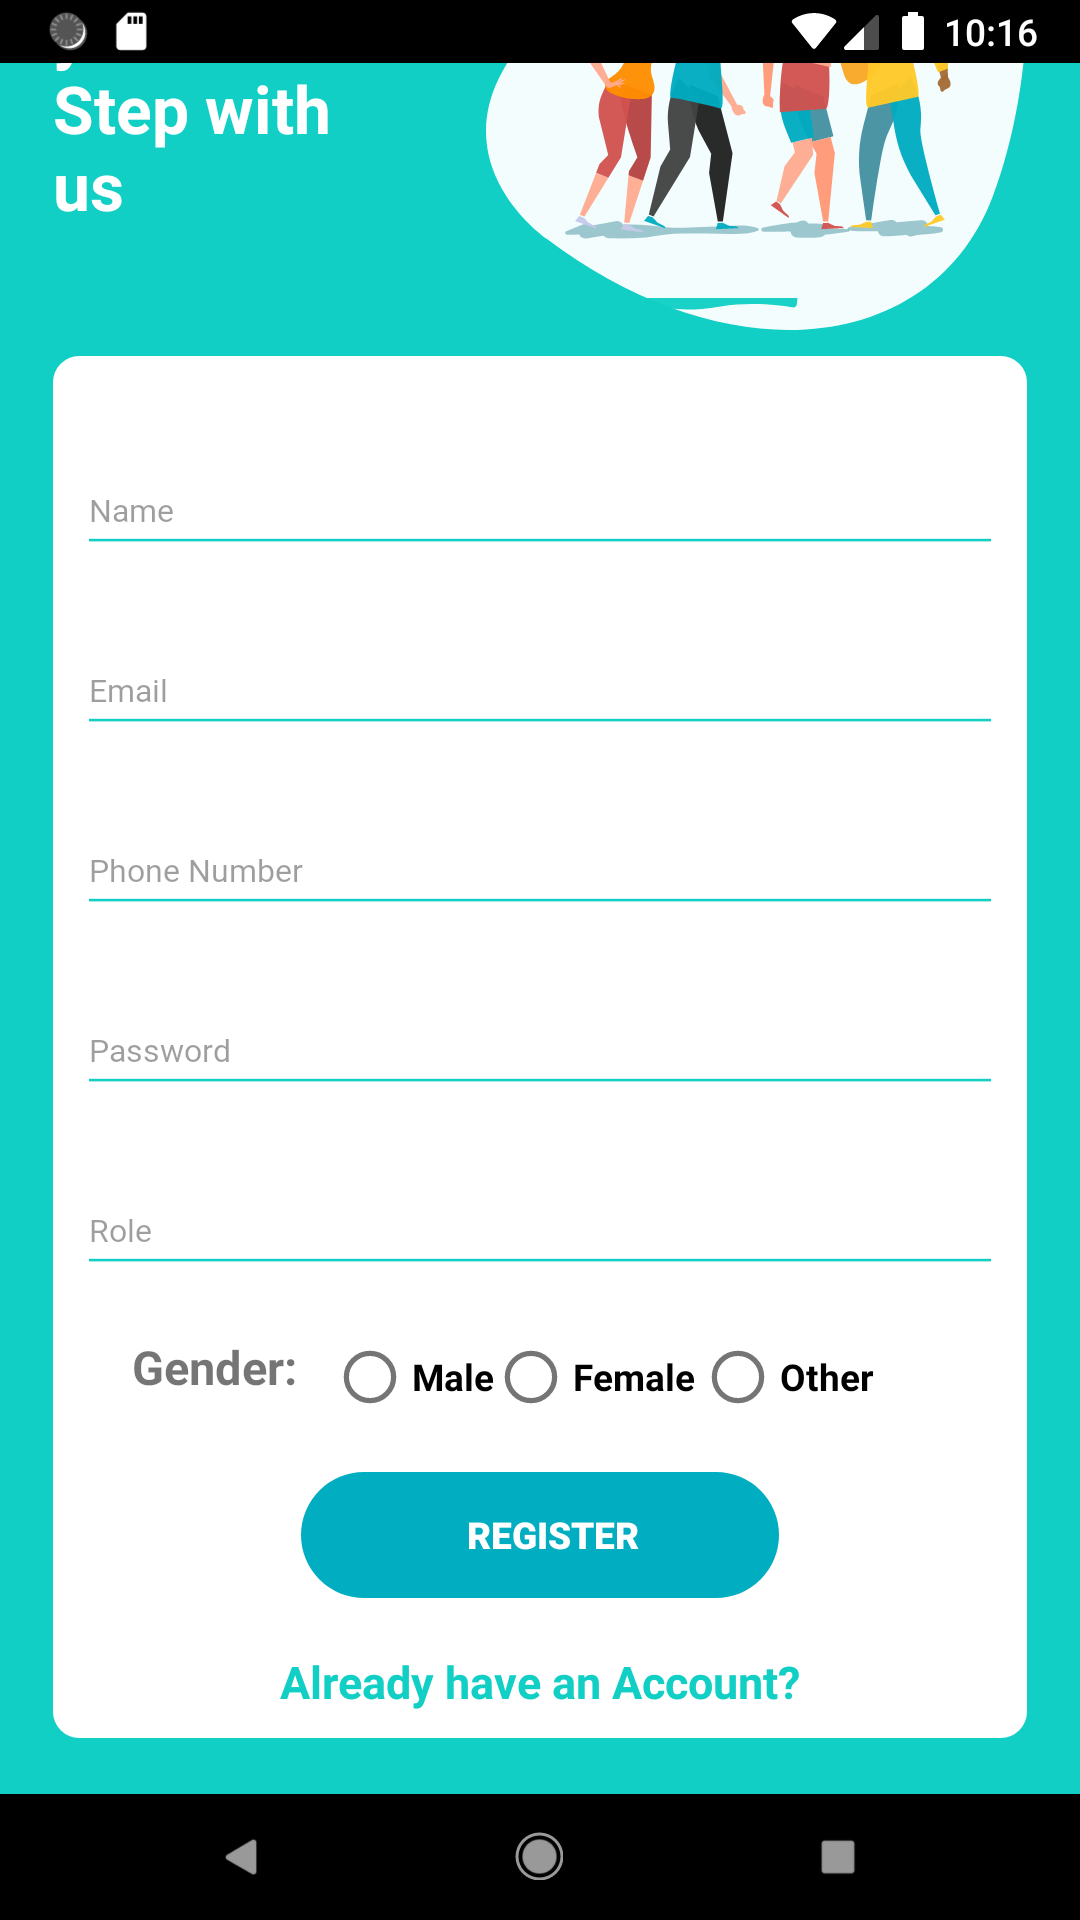 10:16
Step with
us
Name
Email
Phone Number
Password
Role
Gender:
Male
Female
Other
REGISTER
Already have an Account?